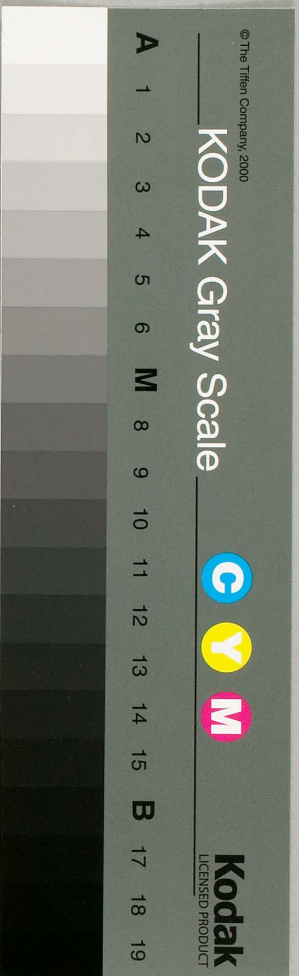 © The Tiffen Company, 2000
KODAK Gray Scale
C Y M
Kodak
LICENSED PRODUCT
A 1 2 3 4 5 6 M 8 9 10 11 12 13 14 15 B 17 18 19